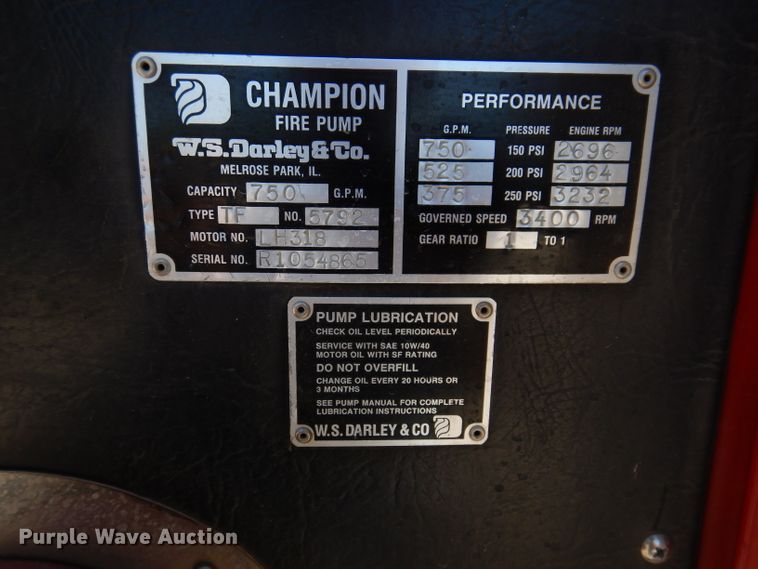 CHAMPION
FIRE PUMP
W.S. Darley & Co.
MELROSE PARK, IL.
CAPACITY 750 G.P.M.
TYPE TF NO. 5792
MOTOR NO. LH318
SERIAL NO. R1054865
PERFORMANCE
G.P.M. PRESSURE ENGINE RPM
750 150 PSI 2696
525 200 PSI 2964
375 250 PSI 3232
GOVERNED SPEED 3400 RPM
GEAR RATIO 1 TO 1
PUMP LUBRICATION
CHECK OIL LEVEL PERIODICALLY
SERVICE WITH SAE 10W/40
MOTOR OIL WITH SF RATING
DO NOT OVERFILL
CHANGE OIL EVERY 20 HOURS OR
3 MONTHS
SEE PUMP MANUAL FOR COMPLETE
LUBRICATION INSTRUCTIONS
W.S. DARLEY & CO
Purple Wave Auction